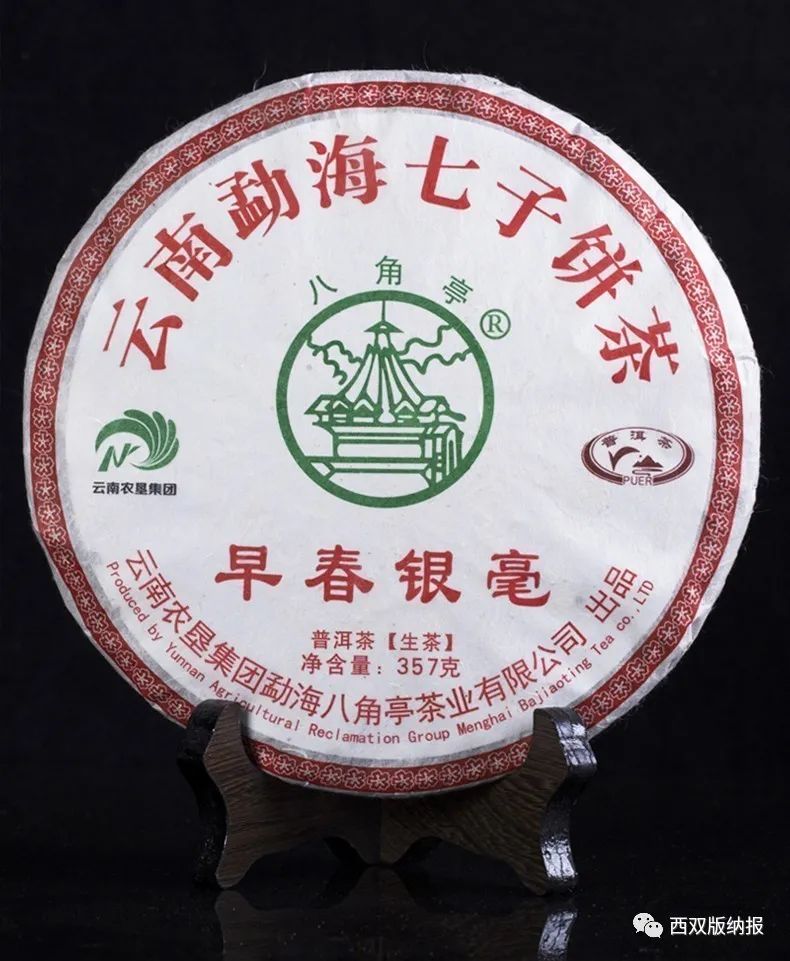 云南勐海七子饼茶
八角亭®
云南农垦集团
普洱茶
PUER
早春银毫
普洱茶【生茶】
净含量：357克
云南农垦集团勐海八角亭茶业有限公司 出品
Produced by Yunnan Agricultural Reclamation Group Menghai Bajiaoting Tea co.,LTD
西双版纳报